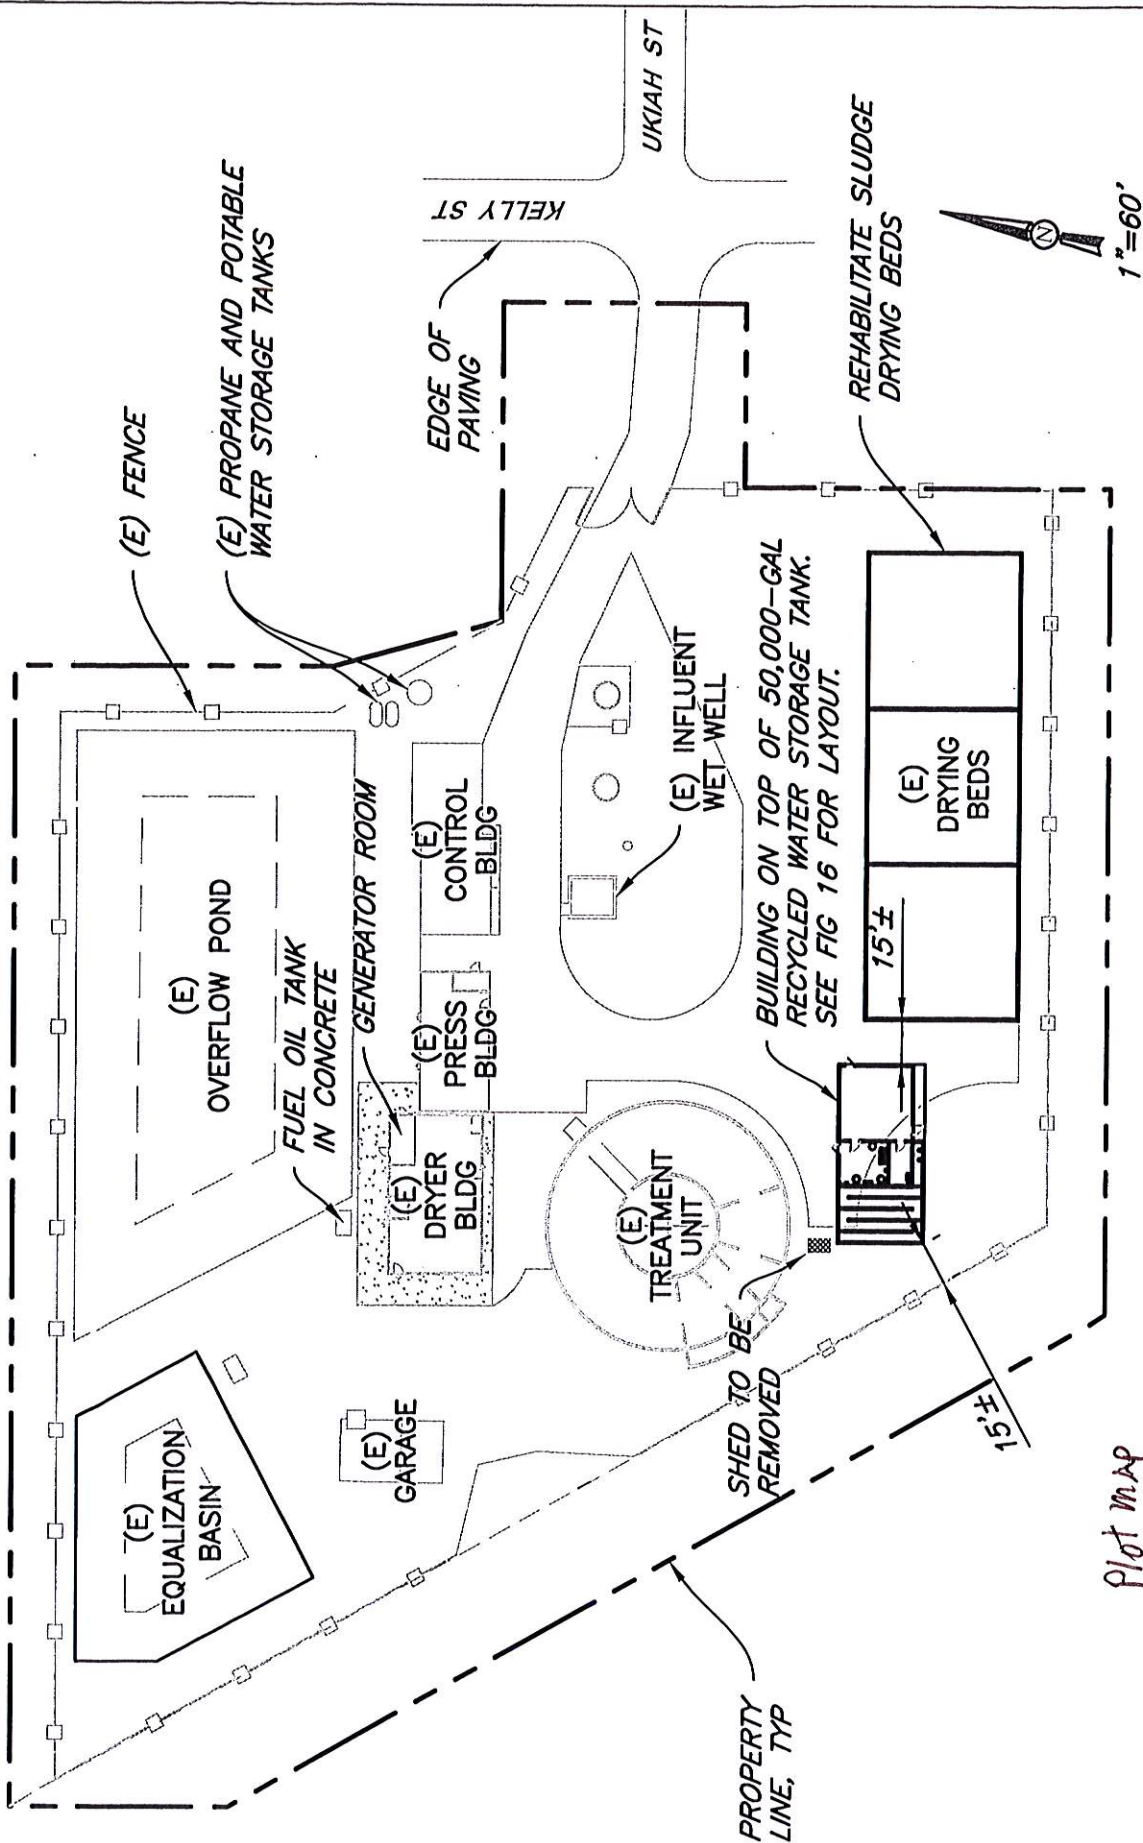 (E)
EQUALIZATION
BASIN
(E)
OVERFLOW POND
(E) FENCE
(E) PROPANE AND POTABLE
WATER STORAGE TANKS
FUEL OIL TANK
IN CONCRETE
GENERATOR ROOM
(E)
GARAGE
(E)
DRYER
BLDG
(E)
PRESS
BLDG
(E)
CONTROL
BLDG
EDGE OF
PAVING
KELLY ST
UKIAH ST
(E)
TREATMENT
UNIT
(E) INFLUENT
WET WELL
PROPERTY
LINE, TYP
SHED TO BE
REMOVED
BUILDING ON TOP OF 50,000-GAL
RECYCLED WATER STORAGE TANK.
SEE FIG 16 FOR LAYOUT.
15'±
15'±
(E)
DRYING
BEDS
REHABILITATE SLUDGE
DRYING BEDS
N
1"=60'
Plot map